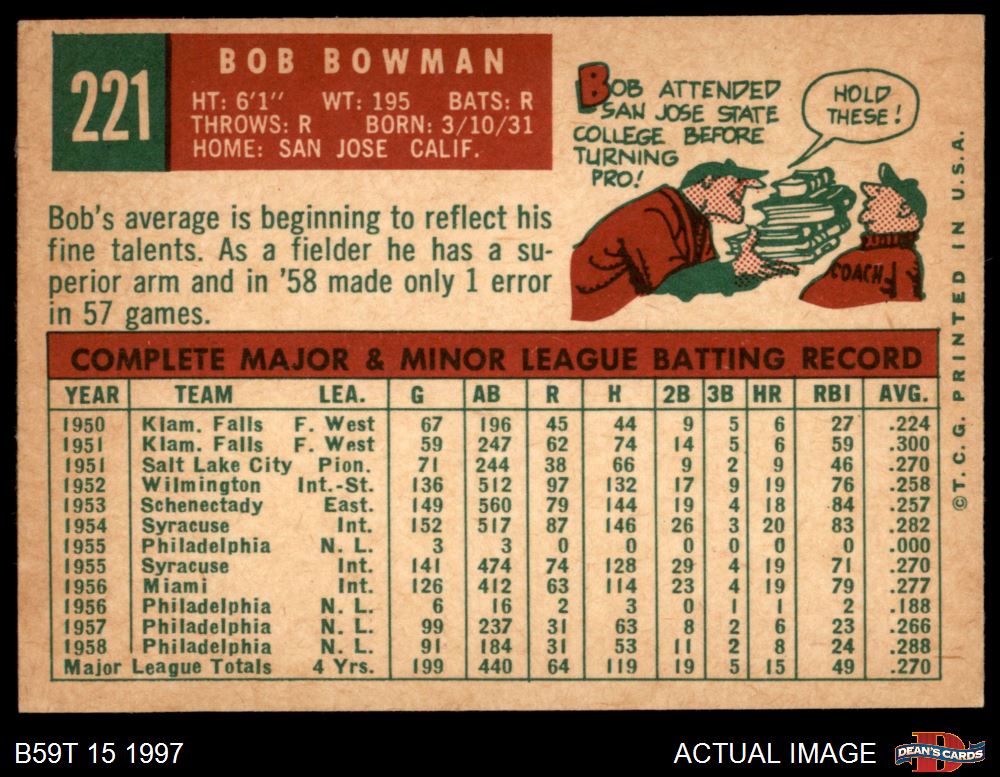 221
BOB BOWMAN
HT: 6'1" WT: 195 BATS: R
THROWS: R BORN: 3/10/31
HOME: SAN JOSE CALIF.
BOB ATTENDED
SAN JOSE STATE
COLLEGE BEFORE
TURNING
PRO!
HOLD
THESE!
COACH
Bob's average is beginning to reflect his
fine talents. As a fielder he has a su-
perior arm and in '58 made only 1 error
in 57 games.
COMPLETE MAJOR & MINOR LEAGUE BATTING RECORD
YEAR TEAM LEA. G AB R H 2B 3B HR RBI AVG.
1950 Klam. Falls F. West 67 196 45 44 9 5 6 27 .224
1951 Klam. Falls F. West 59 247 62 74 14 5 6 59 .300
1951 Salt Lake City Pion. 71 244 38 66 9 2 9 46 .270
1952 Wilmington Int.-St. 136 512 97 132 17 9 19 76 .258
1953 Schenectady East. 149 560 79 144 19 4 18 84 .257
1954 Syracuse Int. 152 517 87 146 26 3 20 83 .282
1955 Philadelphia N. L. 3 3 0 0 0 0 0 0 .000
1955 Syracuse Int. 141 474 74 128 29 4 19 71 .270
1956 Miami Int. 126 412 63 114 23 4 19 79 .277
1956 Philadelphia N. L. 6 16 2 3 0 1 1 2 .188
1957 Philadelphia N. L. 99 237 31 63 8 2 6 23 .266
1958 Philadelphia N. L. 91 184 31 53 11 2 8 24 .288
Major League Totals 4 Yrs. 199 440 64 119 19 5 15 49 .270
©T. C. G. PRINTED IN U.S.A.
B59T 15 1997
ACTUAL IMAGE
D
DEAN'S CARDS